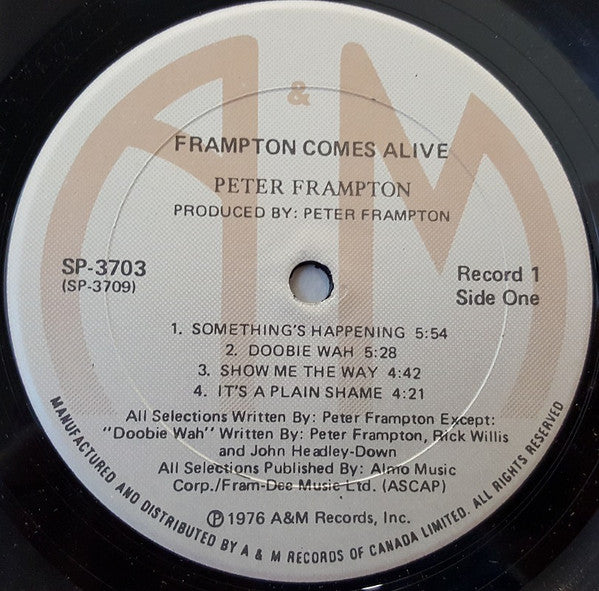 A & M
FRAMPTON COMES ALIVE
PETER FRAMPTON
PRODUCED BY: PETER FRAMPTON
SP-3703
(SP-3709)
Record 1
Side One
1. SOMETHING'S HAPPENING 5:54
2. DOOBIE WAH 5:28
3. SHOW ME THE WAY 4:42
4. IT'S A PLAIN SHAME 4:21
All Selections Written By: Peter Frampton Except:
"Doobie Wah" Written By: Peter Frampton, Rick Willis
and John Headley-Down
All Selections Published By: Almo Music
Corp./Fram-Dee Music Ltd. (ASCAP)
Ⓟ 1976 A&M Records, Inc.
MANUFACTURED AND DISTRIBUTED BY A & M RECORDS OF CANADA LIMITED. ALL RIGHTS RESERVED